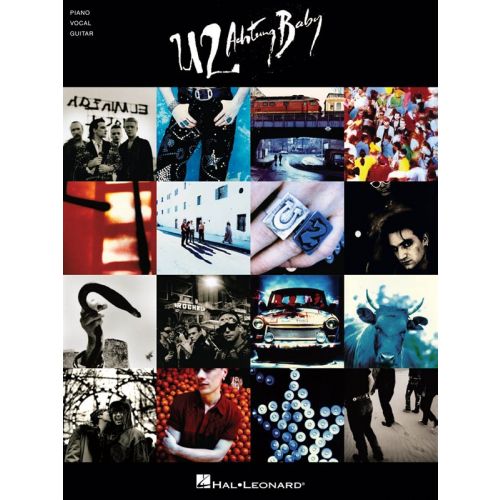 PIANO
VOCAL
GUITAR
U2 Achtung Baby
U2
HAL•LEONARD®